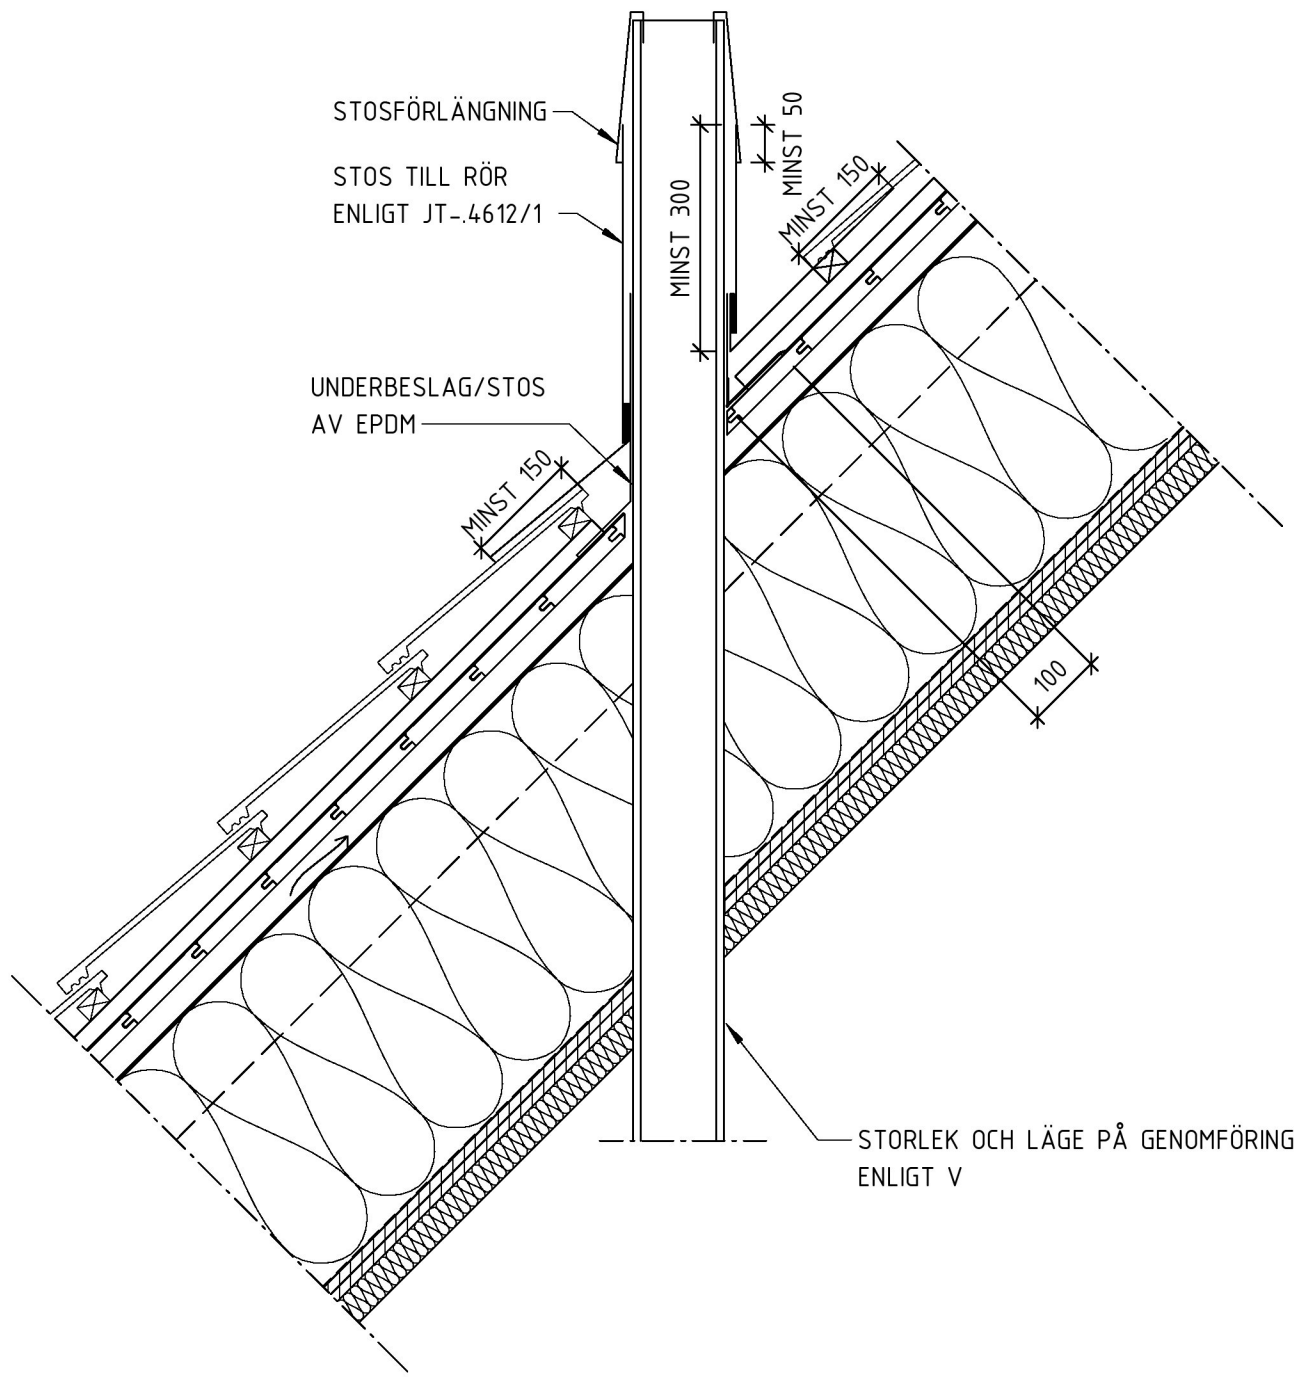 STOSFÖRLÄNGNING
STOS TILL RÖR
ENLIGT JT-.4612/1
MINST 50
MINST 300
MINST 150
UNDERBESLAG/STOS
AV EPDM
MINST 150
100
STORLEK OCH LÄGE PÅ GENOMFÖRING
ENLIGT V